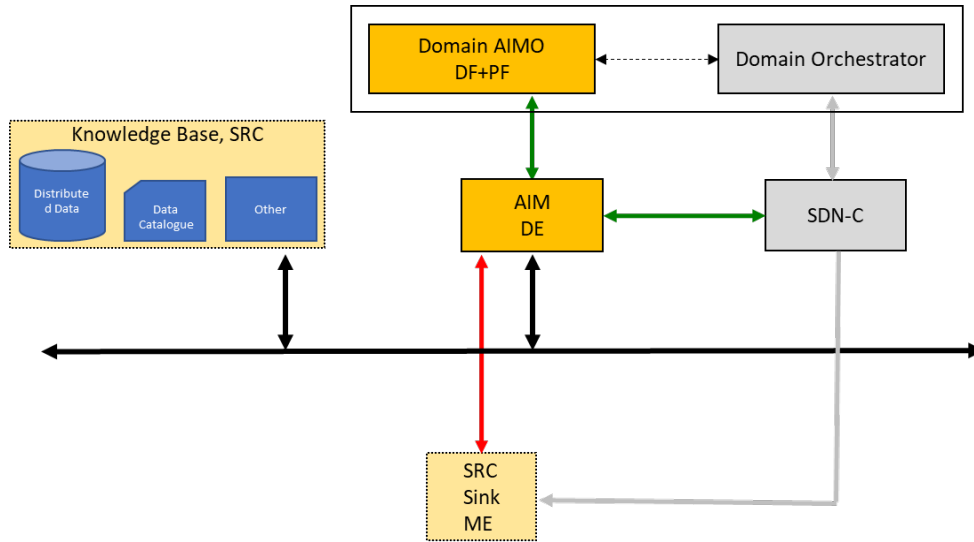 Domain AIMO
DF+PF
Domain Orchestrator
Knowledge Base, SRC
Distribute
d Data
Data
Catalogue
Other
AIM
DE
SDN-C
SRC
Sink
ME